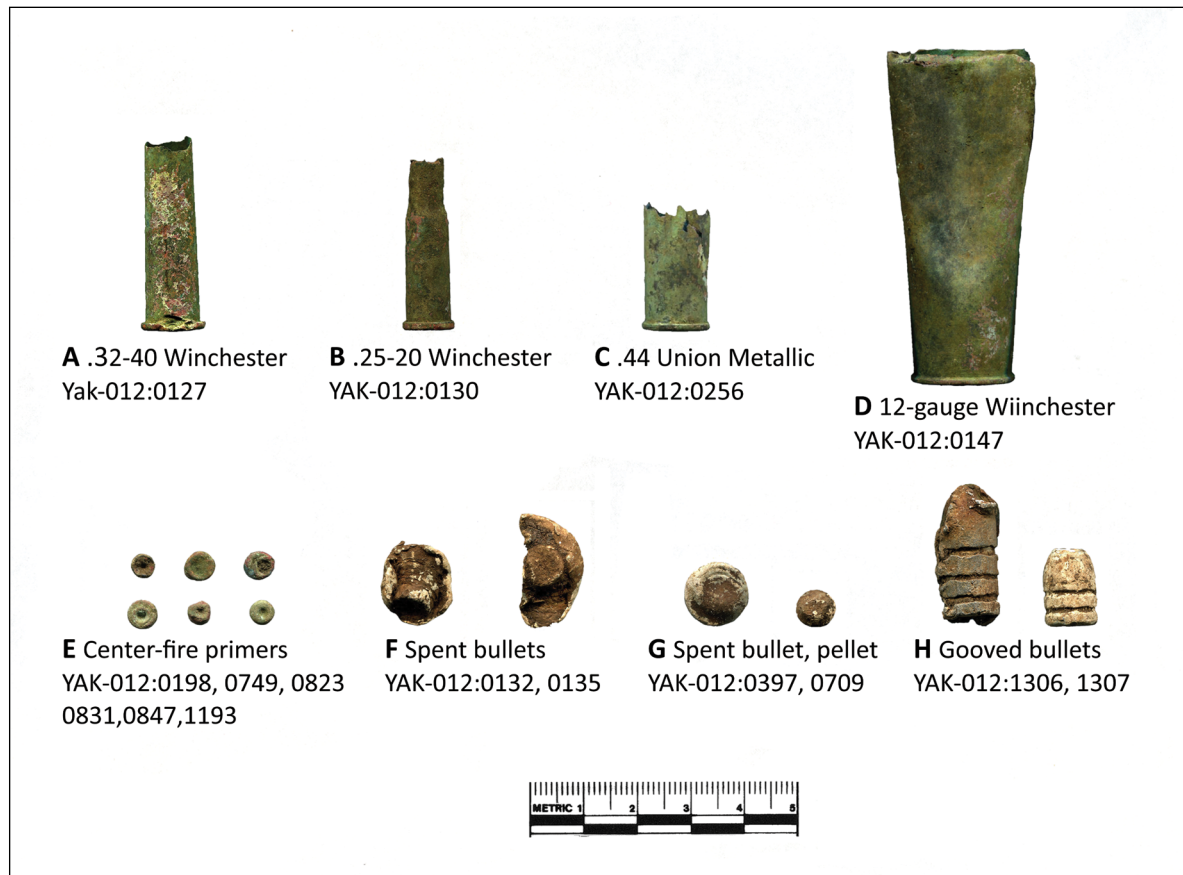 A .32-40 Winchester
Yak-012:0127
B .25-20 Winchester
YAK-012:0130
C .44 Union Metallic
YAK-012:0256
D 12-gauge Wiinchester
YAK-012:0147
E Center-fire primers
YAK-012:0198, 0749, 0823
0831,0847,1193
F Spent bullets
YAK-012:0132, 0135
G Spent bullet, pellet
YAK-012:0397, 0709
H Gooved bullets
YAK-012:1306, 1307
METRIC 1 2 3 4 5